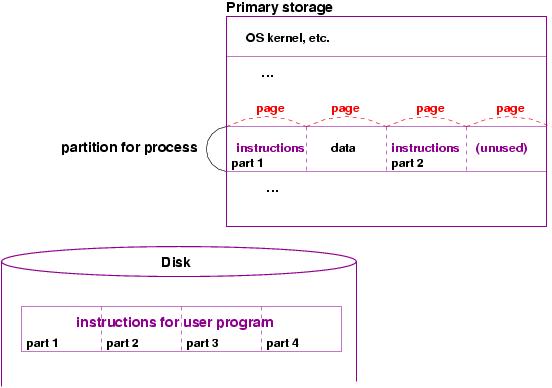 Primary storage
OS kernel, etc.
...
page page page page
partition for process
instructions data instructions (unused)
part 1 part 2
...
Disk
instructions for user program
part 1 part 2 part 3 part 4